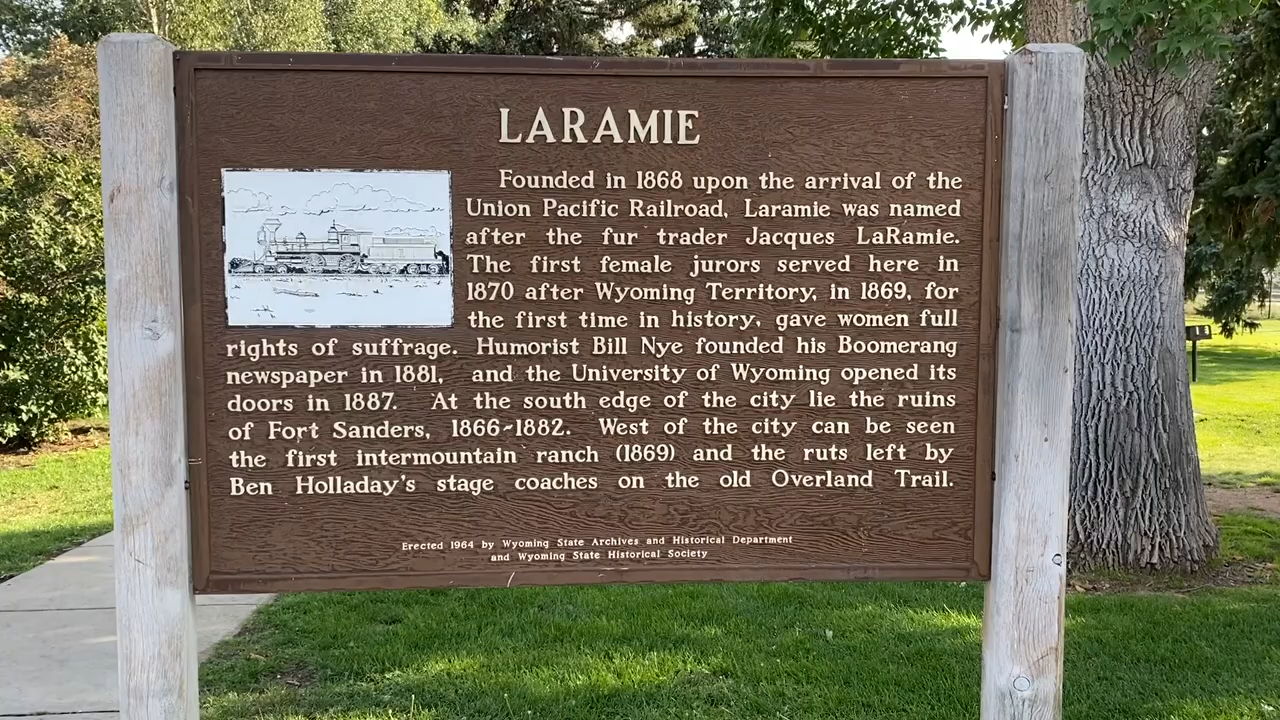 LARAMIE
Founded in 1868 upon the arrival of the
Union Pacific Railroad, Laramie was named
after the fur trader Jacques LaRamie.
The first female jurors served here in
1870 after Wyoming Territory, in 1869, for
the first time in history, gave women full
rights of suffrage. Humorist Bill Nye founded his Boomerang
newspaper in 1881, and the University of Wyoming opened its
doors in 1887. At the south edge of the city lie the ruins
of Fort Sanders, 1866-1882. West of the city can be seen
the first intermountain ranch (1869) and the ruts left by
Ben Holladay's stage coaches on the old Overland Trail.
Erected 1964 by Wyoming State Archives and Historical Department
and Wyoming State Historical Society